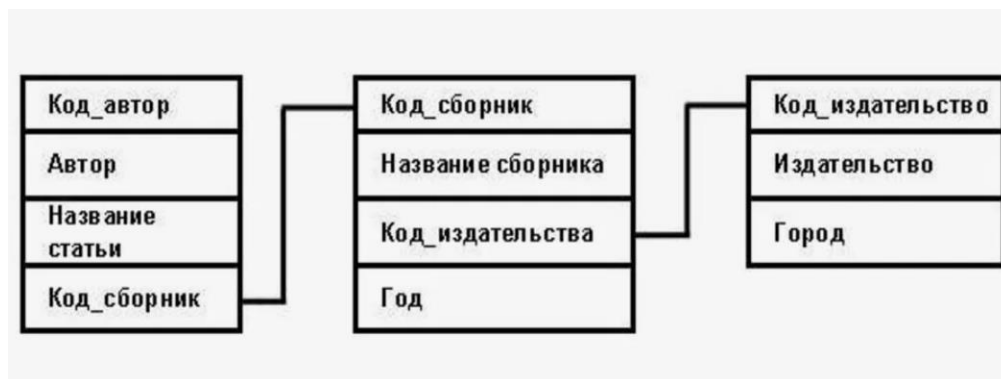 Код_автор
Автор
Название
статьи
Код_сборник
Код_сборник
Название сборника
Код_издательства
Год
Код_издательство
Издательство
Город